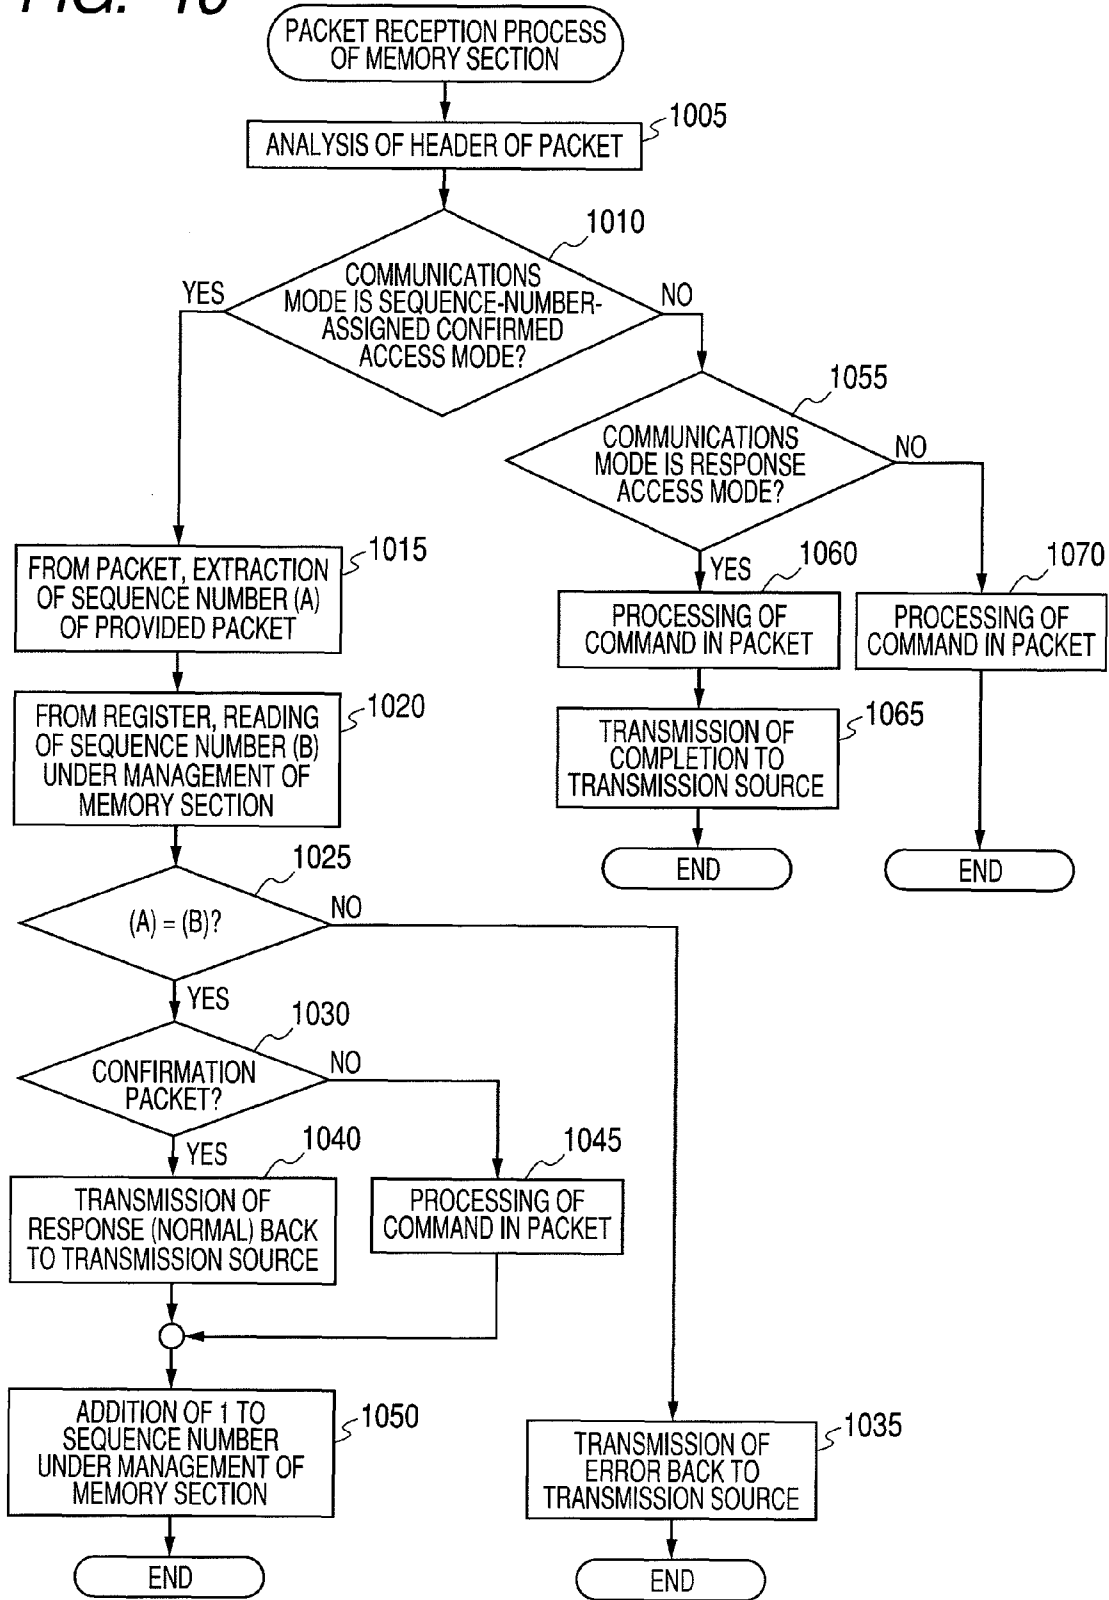 PACKET RECEPTION PROCESS
OF MEMORY SECTION
1005
ANALYSIS OF HEADER OF PACKET
1010
COMMUNICATIONS
MODE IS SEQUENCE-NUMBER-
ASSIGNED CONFIRMED
ACCESS MODE?
YES
NO
1055
COMMUNICATIONS
MODE IS RESPONSE
ACCESS MODE?
NO
YES
1015
FROM PACKET, EXTRACTION
OF SEQUENCE NUMBER (A)
OF PROVIDED PACKET
1060
PROCESSING OF
COMMAND IN PACKET
1070
PROCESSING OF
COMMAND IN PACKET
1020
FROM REGISTER, READING
OF SEQUENCE NUMBER (B)
UNDER MANAGEMENT OF
MEMORY SECTION
1065
TRANSMISSION OF
COMPLETION TO
TRANSMISSION SOURCE
END
END
1025
(A) = (B)?
NO
YES
1030
CONFIRMATION
PACKET?
NO
YES
1040
TRANSMISSION OF
RESPONSE (NORMAL) BACK
TO TRANSMISSION SOURCE
1045
PROCESSING OF
COMMAND IN PACKET
1050
ADDITION OF 1 TO
SEQUENCE NUMBER
UNDER MANAGEMENT OF
MEMORY SECTION
1035
TRANSMISSION OF
ERROR BACK TO
TRANSMISSION SOURCE
END
END